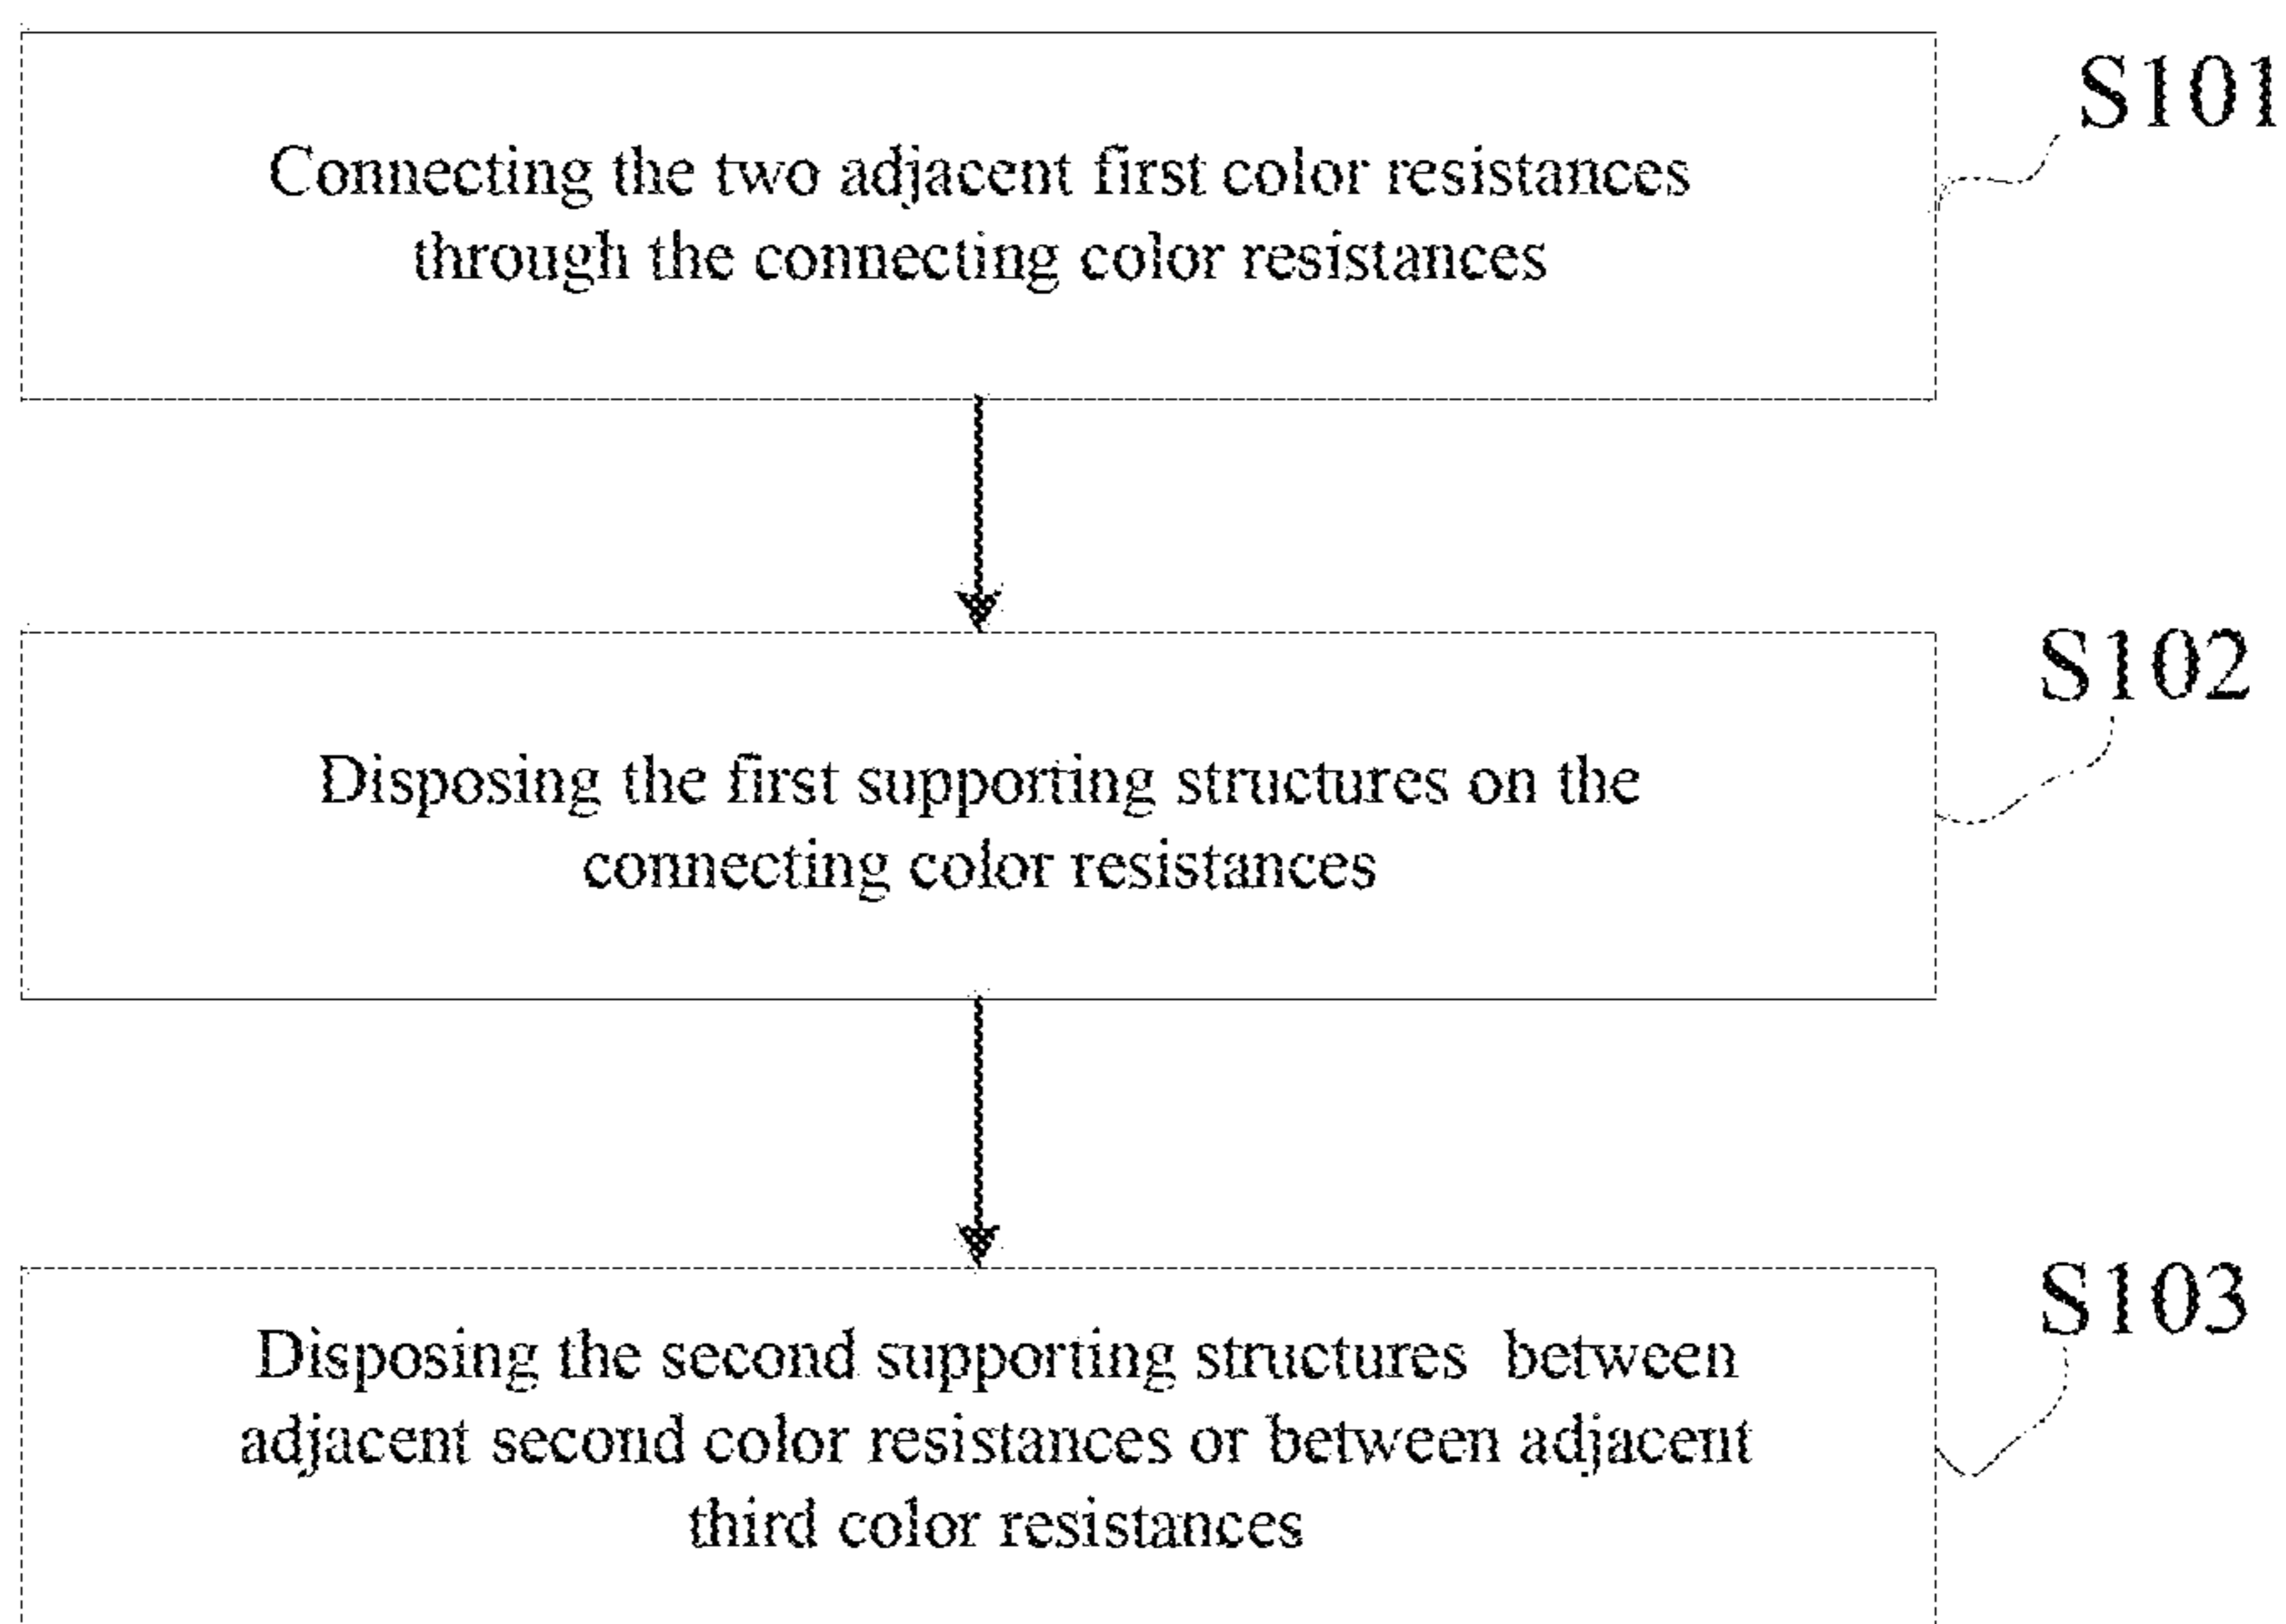 S101
Connecting the two adjacent first color resistances
through the connecting color resistances
S102
Disposing the first supporting structures on the
connecting color resistances
S103
Disposing the second supporting structures between
adjacent second color resistances or between adjacent
third color resistances